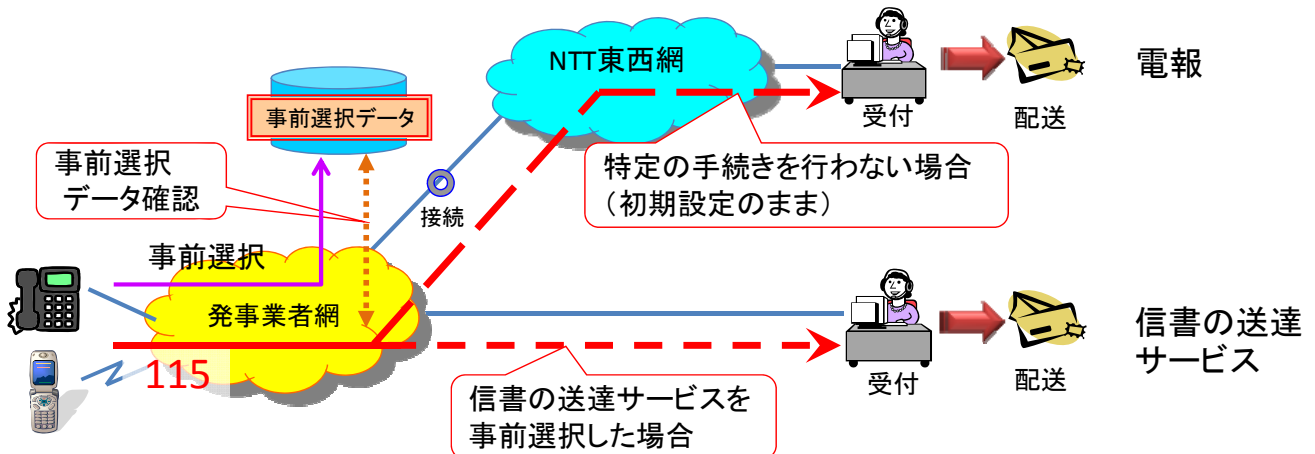 NTT東西網
電報
受付
配送
事前選択データ
事前選択
データ確認
特定の手続きを行わない場合
（初期設定のまま）
接続
事前選択
発事業者網
115
信書の送達
サービス
受付
配送
信書の送達サービスを
事前選択した場合